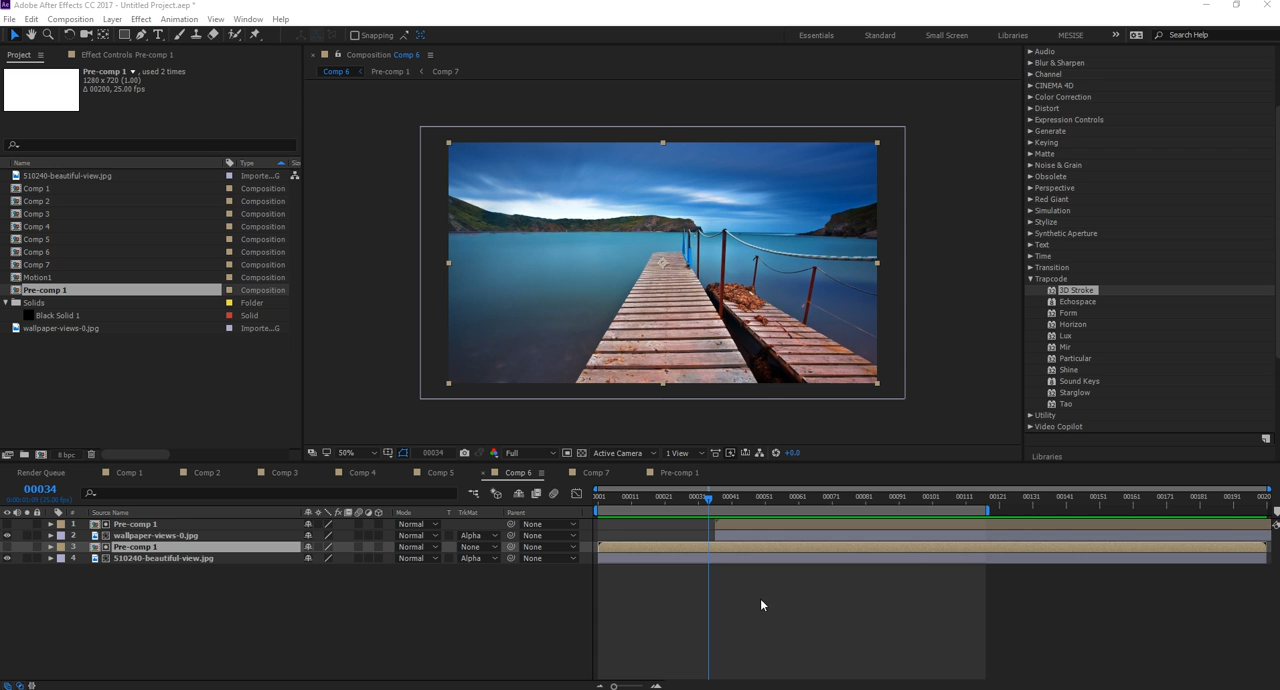 Adobe After Effects CC 2017 - Untitled Project.aep *
File Edit Composition Layer Effect Animation View Window Help
Snapping Essentials Standard Small Screen Libraries MESISE Search Help
Project Effect Controls Pre-comp 1
Composition Comp 6
Comp 6 Pre-comp 1 Comp 7
Pre-comp 1 , used 2 times
1280 x 720 (1.00)
Δ 00200, 25.00 fps
Name Type
510240-beautiful-view.jpg Importe...G
Comp 1 Composition
Comp 2 Composition
Comp 3 Composition
Comp 4 Composition
Comp 5 Composition
Comp 6 Composition
Comp 7 Composition
Motion1 Composition
Pre-comp 1 Composition
Solids Folder
Black Solid 1 Solid
wallpaper-views-0.jpg Importe...G
8 bpc
50% 00034 Full Active Camera 1 View +0.0
Audio
Blur & Sharpen
Channel
CINEMA 4D
Color Correction
Distort
Expression Controls
Generate
Keying
Matte
Noise & Grain
Obsolete
Perspective
Red Giant
Simulation
Stylize
Synthetic Aperture
Text
Time
Transition
Trapcode
3D Stroke
Echospace
Form
Horizon
Lux
Mir
Particular
Shine
Sound Keys
Starglow
Tao
Utility
Video Copilot
Libraries
Render Queue Comp 1 Comp 2 Comp 3 Comp 4 Comp 5 Comp 6 Comp 7 Pre-comp 1
00034
0:00:01:09 (25.00 fps)
0001 00011 00021 00031 00041 00051 00061 00071 00081 00091 00101 00111 00121 00131 00141 00151 00161 00171 00181 00191 0020
# Source Name Mode T TrkMat Parent
1 Pre-comp 1 Normal None
2 wallpaper-views-0.jpg Normal Alpha None
3 Pre-comp 1 Normal None None
4 510240-beautiful-view.jpg Normal Alpha None